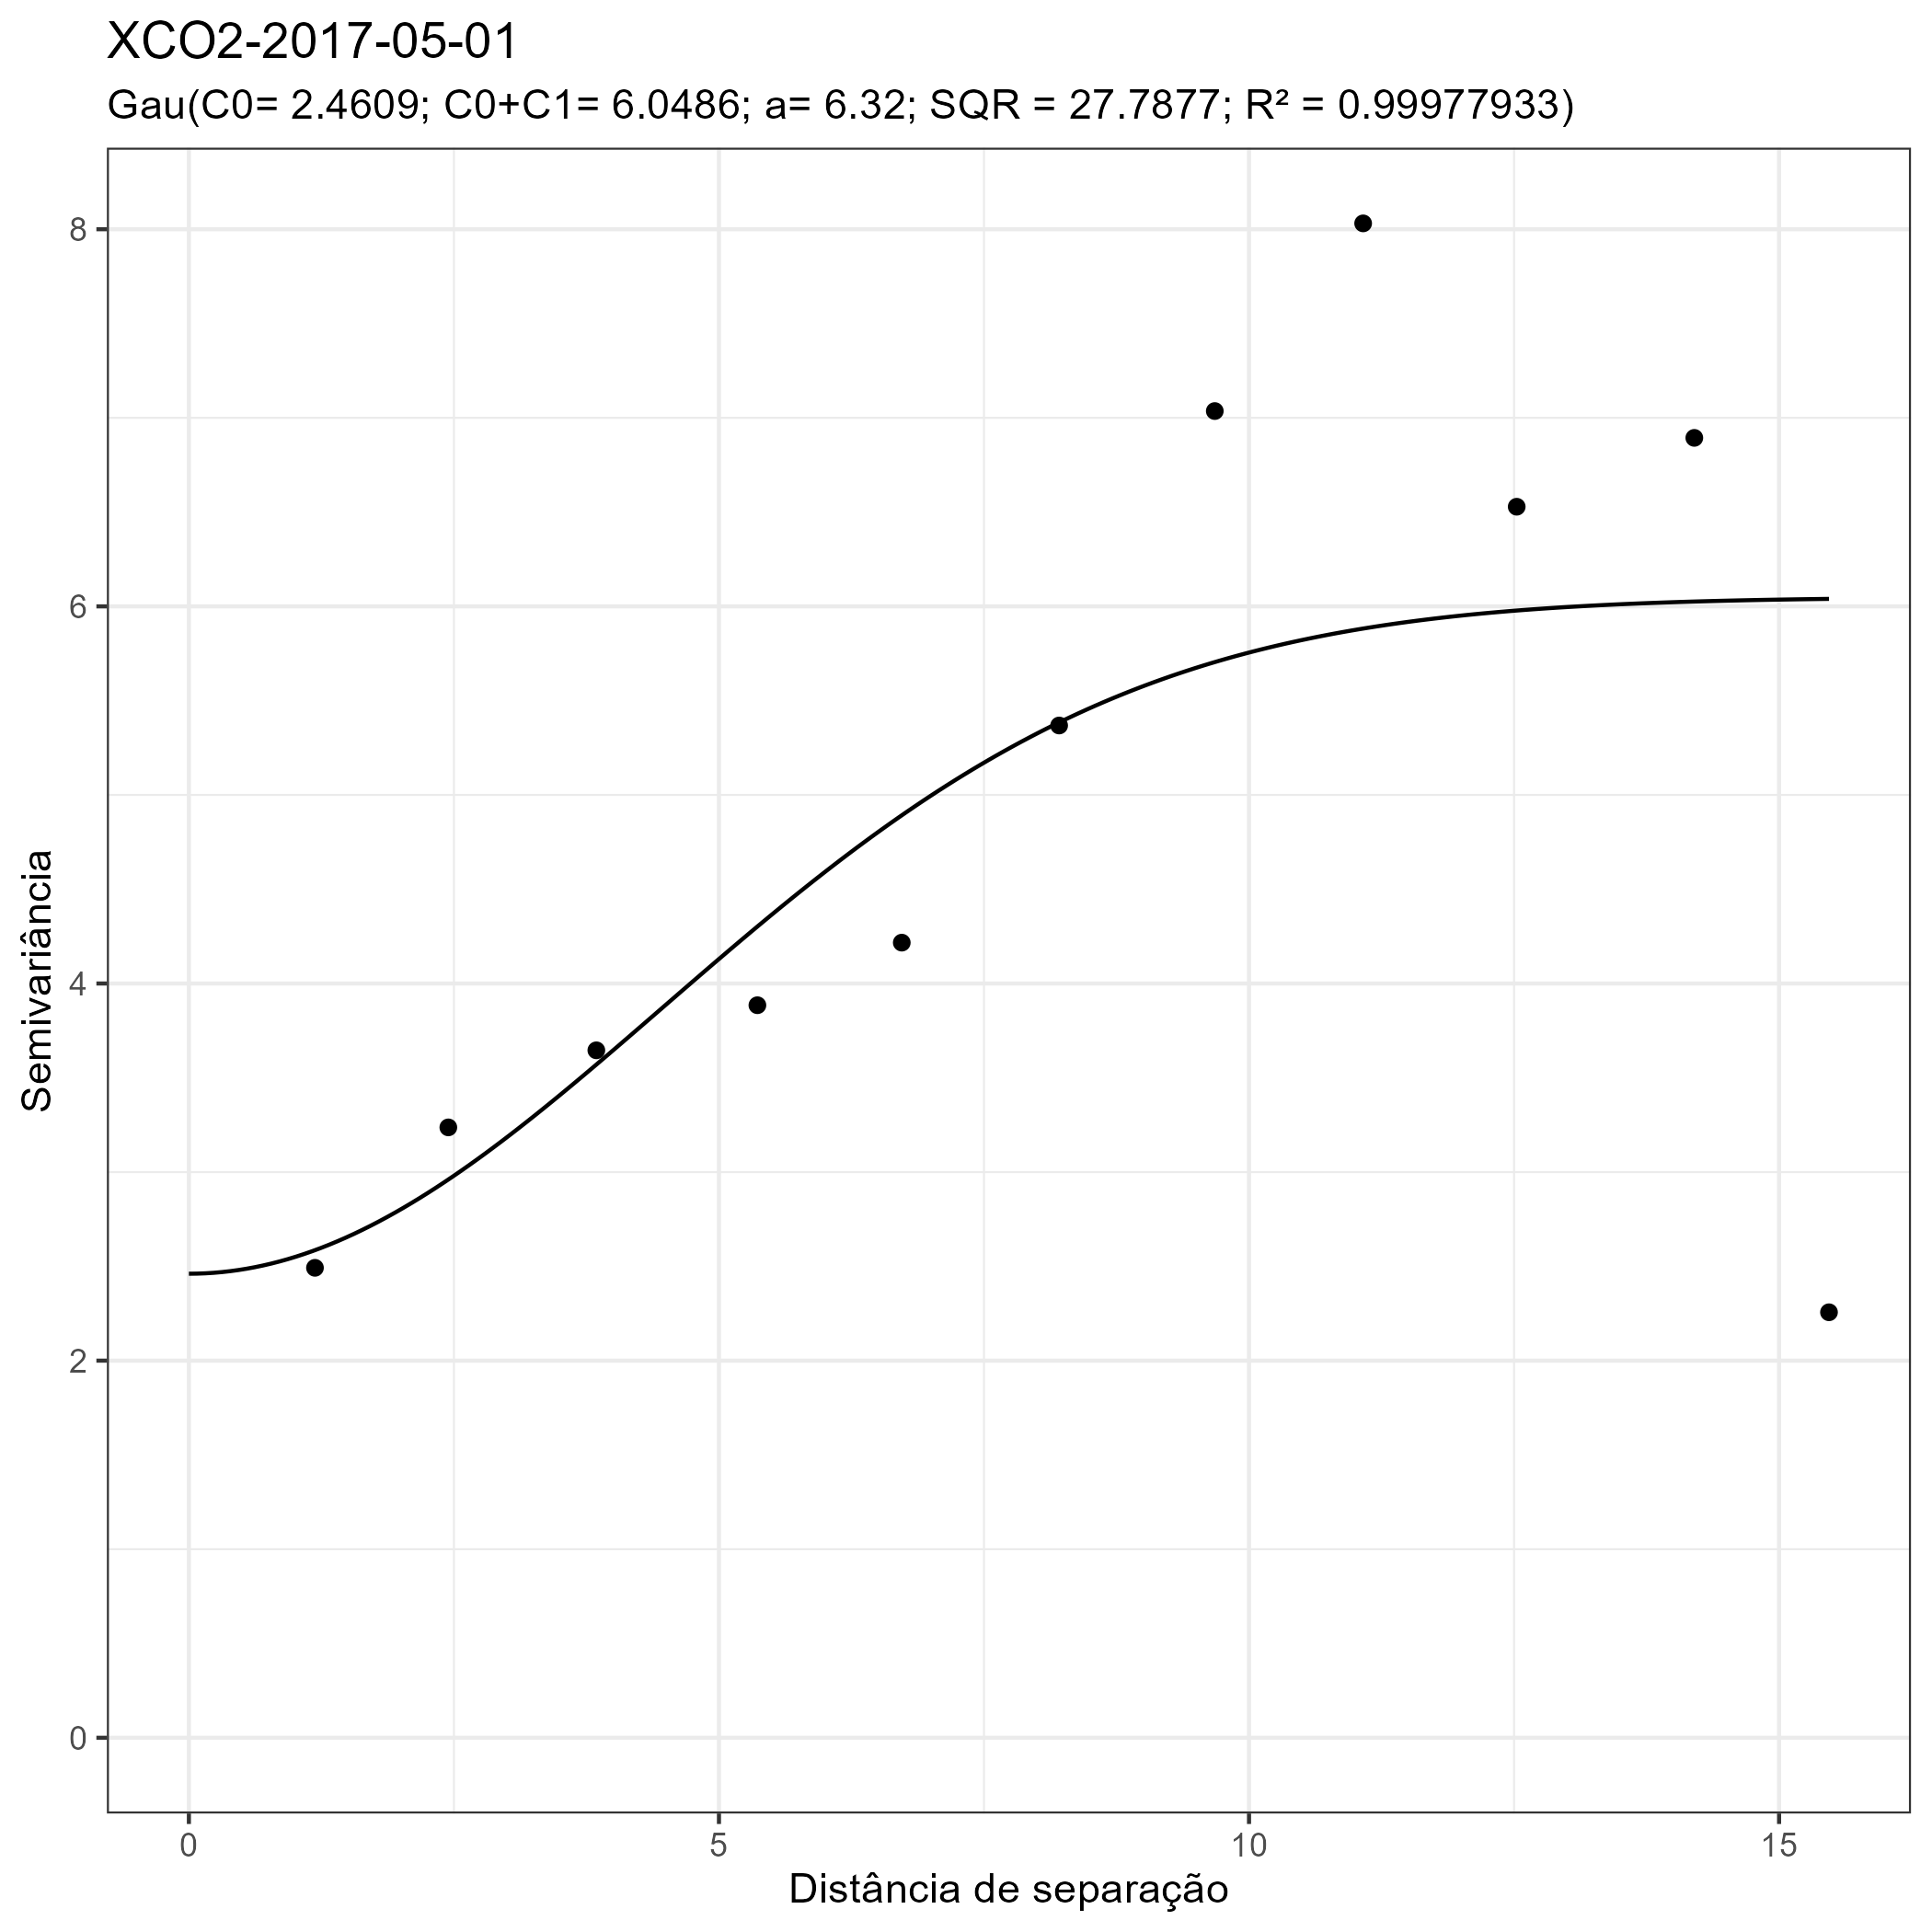 XCO2-2017-05-01
Gau(C0= 2.4609; C0+C1= 6.0486; a= 6.32; SQR = 27.7877; R² = 0.99977933)
8
6
4
2
0
Semivariância
0 5 10 15
Distância de separação